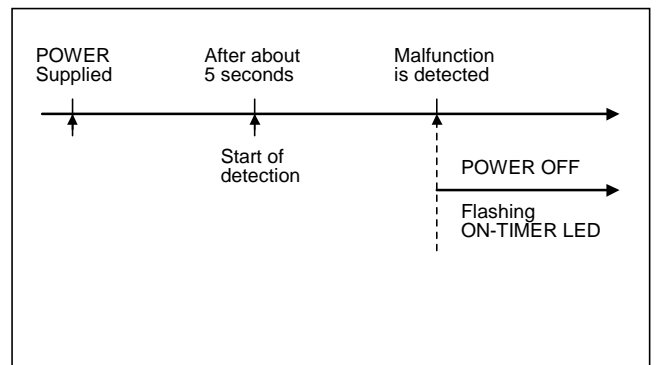 POWER
Supplied
After about
5 seconds
Malfunction
is detected
Start of
detection
POWER OFF
Flashing
ON-TIMER LED